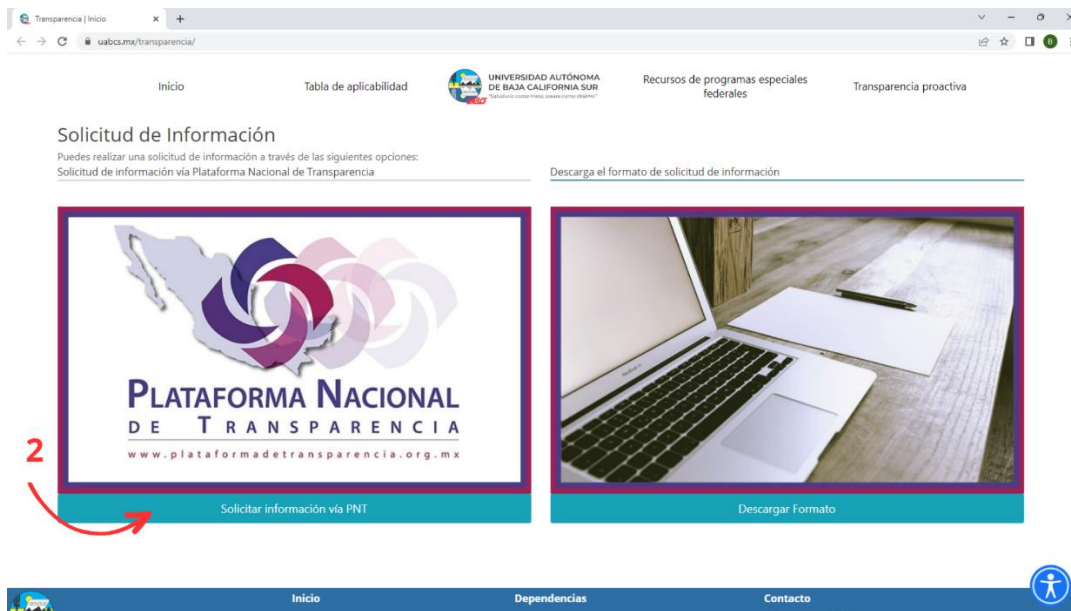 Transparencia | Inicio
uabcs.mx/transparencia/
B
Inicio
Tabla de aplicabilidad
UNIVERSIDAD AUTÓNOMA
DE BAJA CALIFORNIA SUR
Recursos de programas especiales
federales
Transparencia proactiva
Solicitud de Información
Puedes realizar una solicitud de información a través de las siguientes opciones:
Solicitud de información vía Plataforma Nacional de Transparencia
Descarga el formato de solicitud de información
PLATAFORMA NACIONAL
DE TRANSPARENCIA
www.plataformadetransparencia.org.mx
2
Solicitar información vía PNT
Descargar Formato
Inicio
Dependencias
Contacto